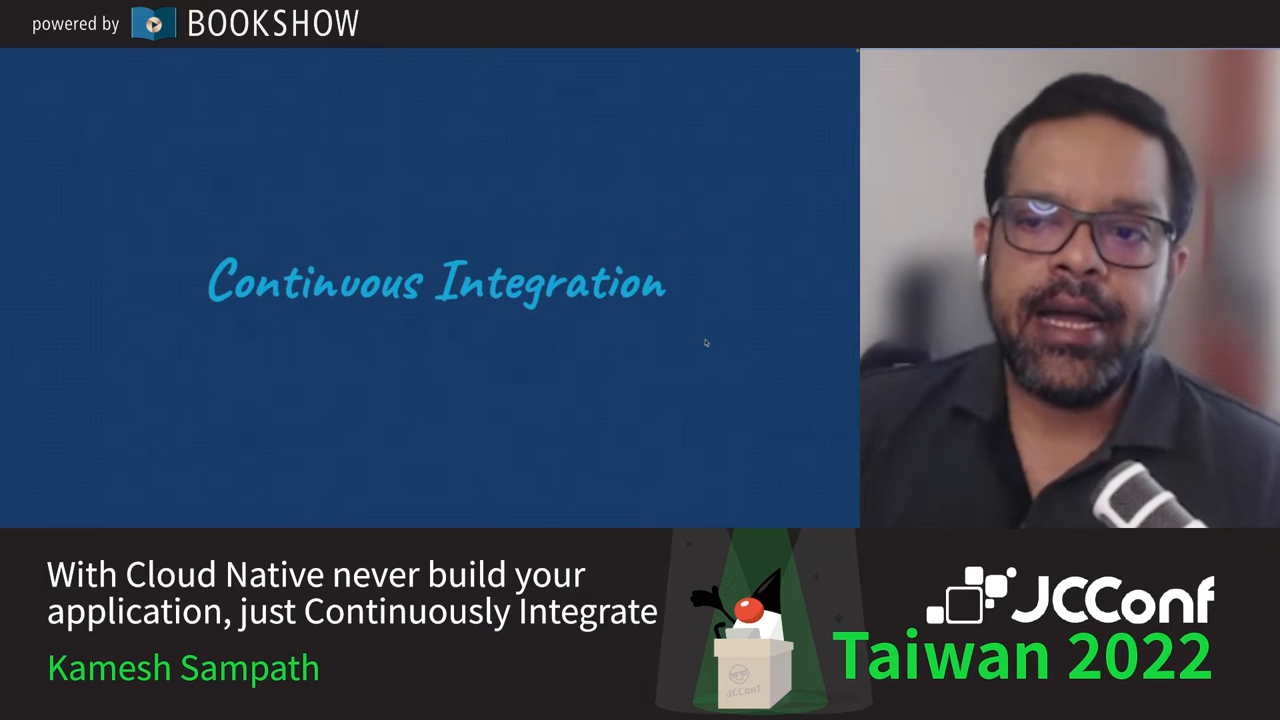 powered by BOOKSHOW
Continuous Integration
With Cloud Native never build your
application, just Continuously Integrate
Kamesh Sampath
JCConf
JCConf
Taiwan 2022